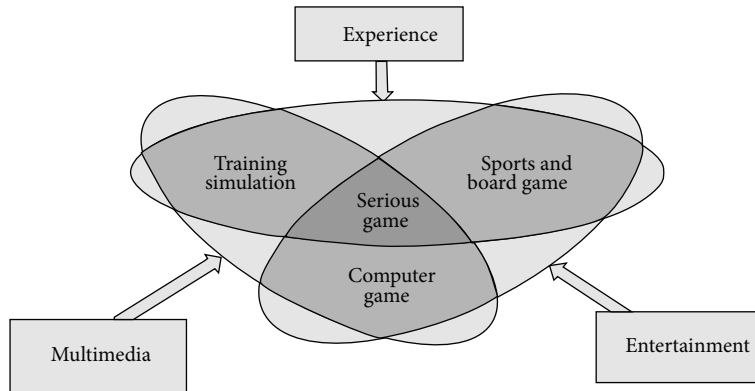 Experience
Training
simulation
Sports and
board game
Serious
game
Computer
game
Multimedia
Entertainment